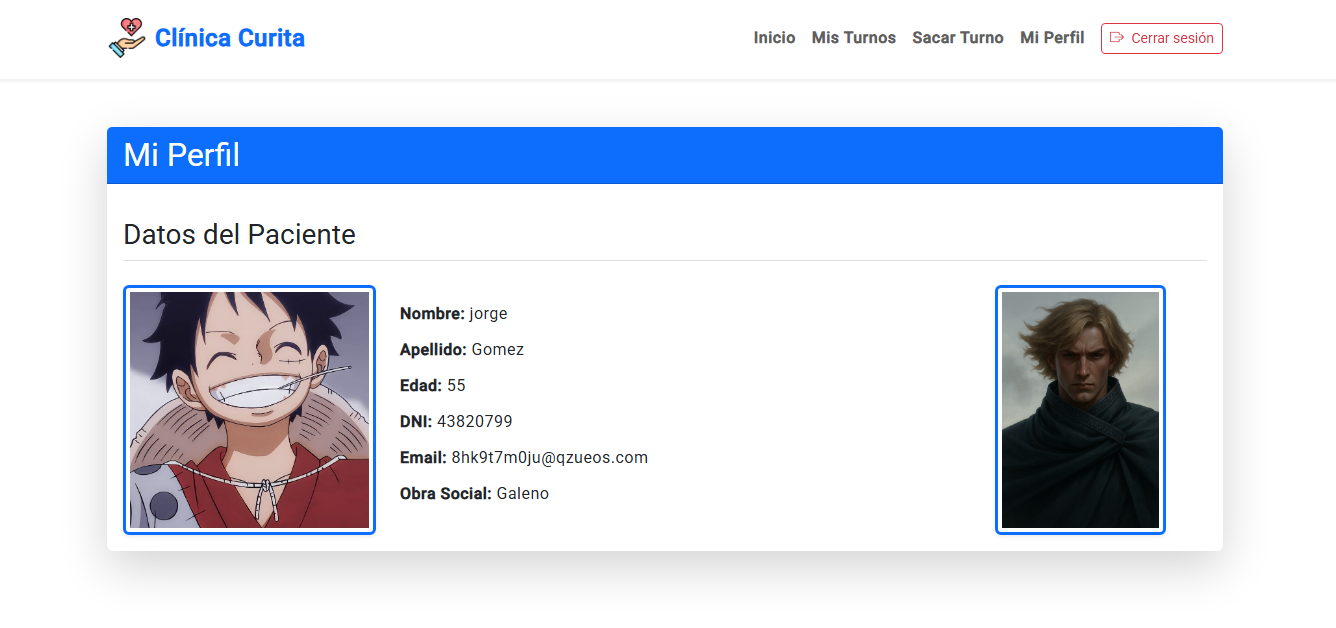 Clínica Curita
Inicio Mis Turnos Sacar Turno Mi Perfil Cerrar sesión
Mi Perfil
Datos del Paciente
Nombre: jorge
Apellido: Gomez
Edad: 55
DNI: 43820799
Email: 8hk9t7m0ju@qzueos.com
Obra Social: Galeno